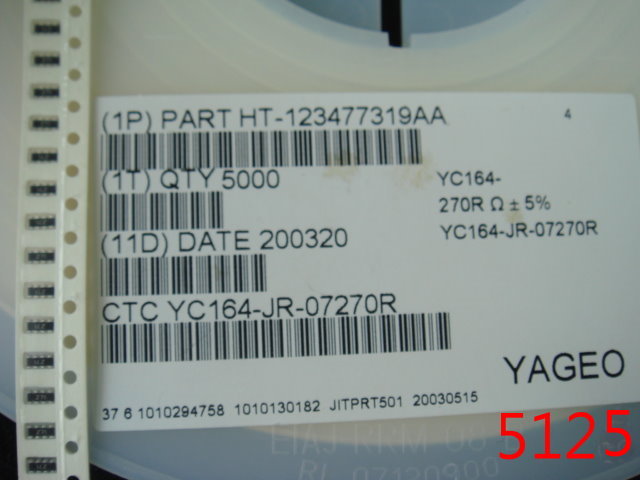 (1P) PART HT-123477319AA
4
(1T) QTY 5000
YC164-
270R Ω ± 5%
(11D) DATE 200320
YC164-JR-07270R
CTC YC164-JR-07270R
YAGEO
37 6 1010294758 1010130182 JITPRT501 20030515
5125
07120900